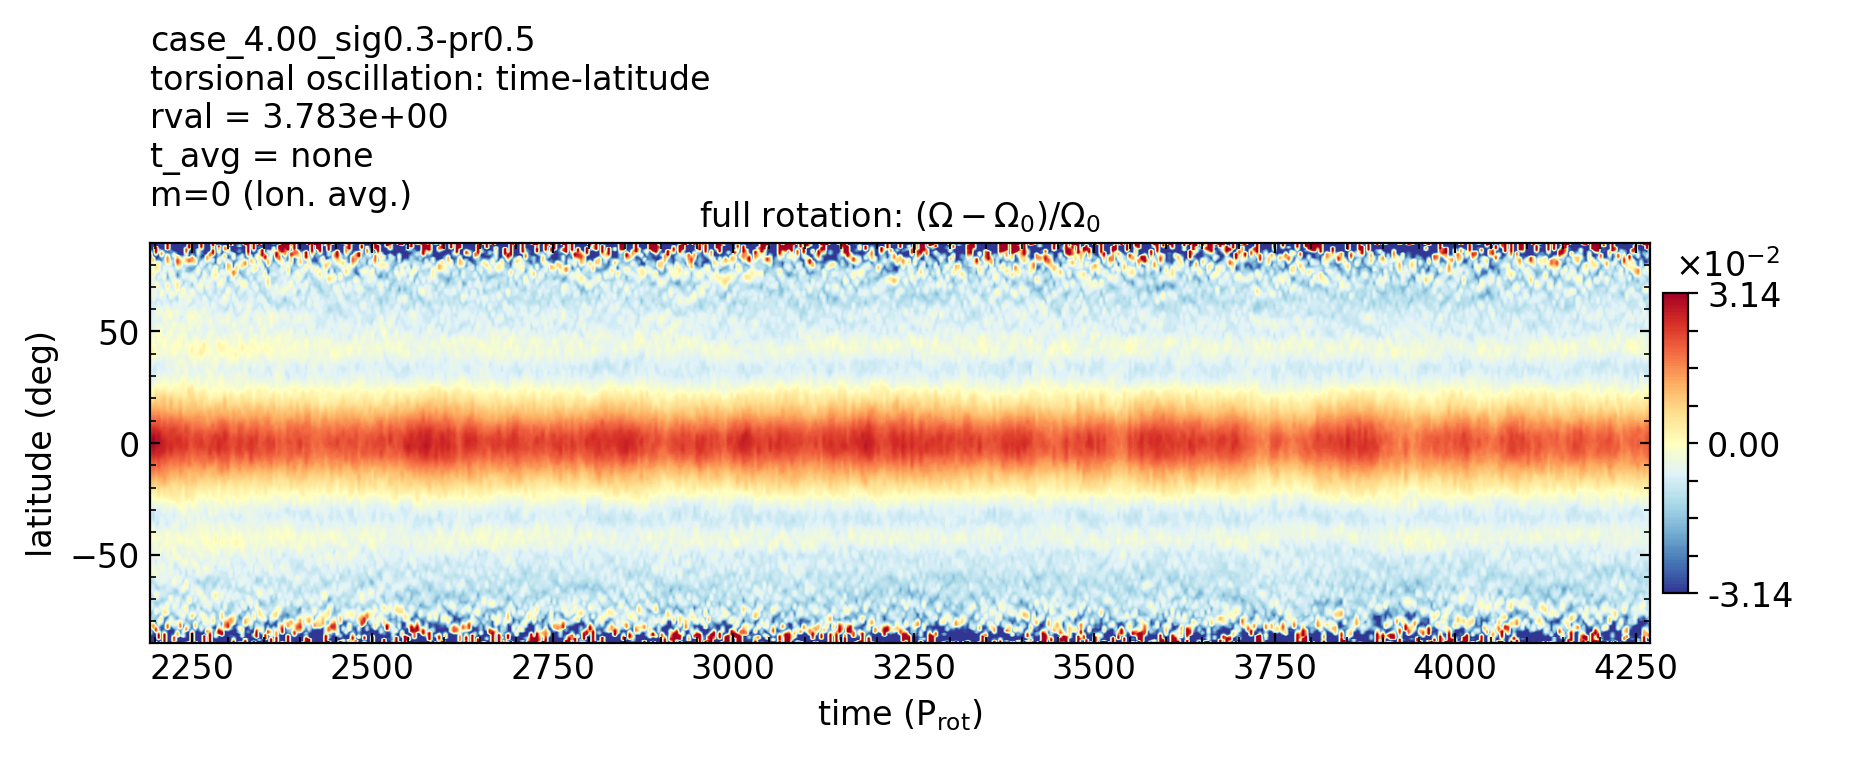 case_4.00_sig0.3-pr0.5
torsional oscillation: time-latitude
rval = 3.783e+00
t_avg = none
m=0 (lon. avg.)
full rotation: (Ω − Ω₀)/Ω₀
×10⁻²
3.14
0.00
-3.14
latitude (deg)
50
0
−50
2250 2500 2750 3000 3250 3500 3750 4000 4250
time (P_rot)